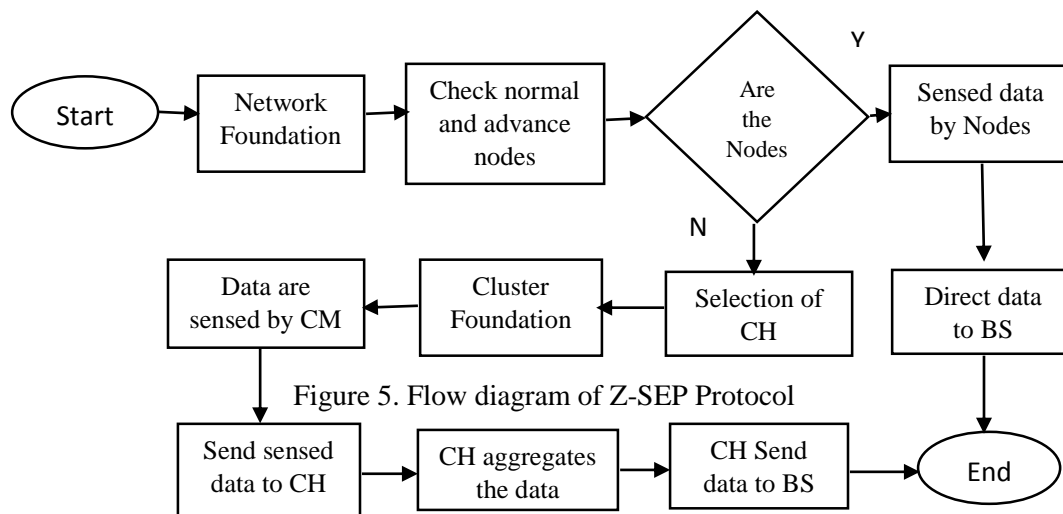 Start
Network
Foundation
Check normal
and advance
nodes
Are
the
Nodes
Y
Sensed data
by Nodes
N
Direct data
to BS
Selection of
CH
Cluster
Foundation
Data are
sensed by CM
Figure 5. Flow diagram of Z-SEP Protocol
Send sensed
data to CH
CH aggregates
the data
CH Send
data to BS
End